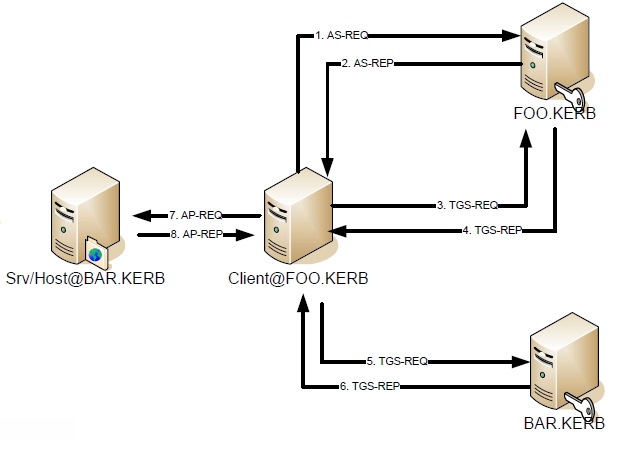 1. AS-REQ
2. AS-REP
FOO.KERB
3. TGS-REQ
7. AP-REQ
4. TGS-REP
8. AP-REP
Srv/Host@BAR.KERB
Client@FOO.KERB
5. TGS-REQ
6. TGS-REP
BAR.KERB